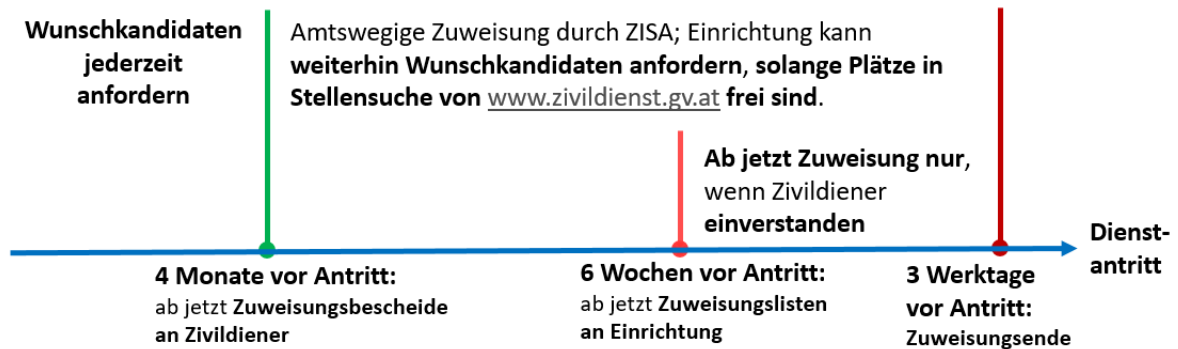 Wunschkandidaten
jederzeit
anfordern
Amtswegige Zuweisung durch ZISA; Einrichtung kann
weiterhin Wunschkandidaten anfordern, solange Plätze in
Stellensuche von www.zivildienst.gv.at frei sind.
Ab jetzt Zuweisung nur,
wenn Zivildiener
einverstanden
Dienst-
antritt
4 Monate vor Antritt:
ab jetzt Zuweisungsbescheide
an Zivildiener
6 Wochen vor Antritt:
ab jetzt Zuweisungslisten
an Einrichtung
3 Werktage
vor Antritt:
Zuweisungsende